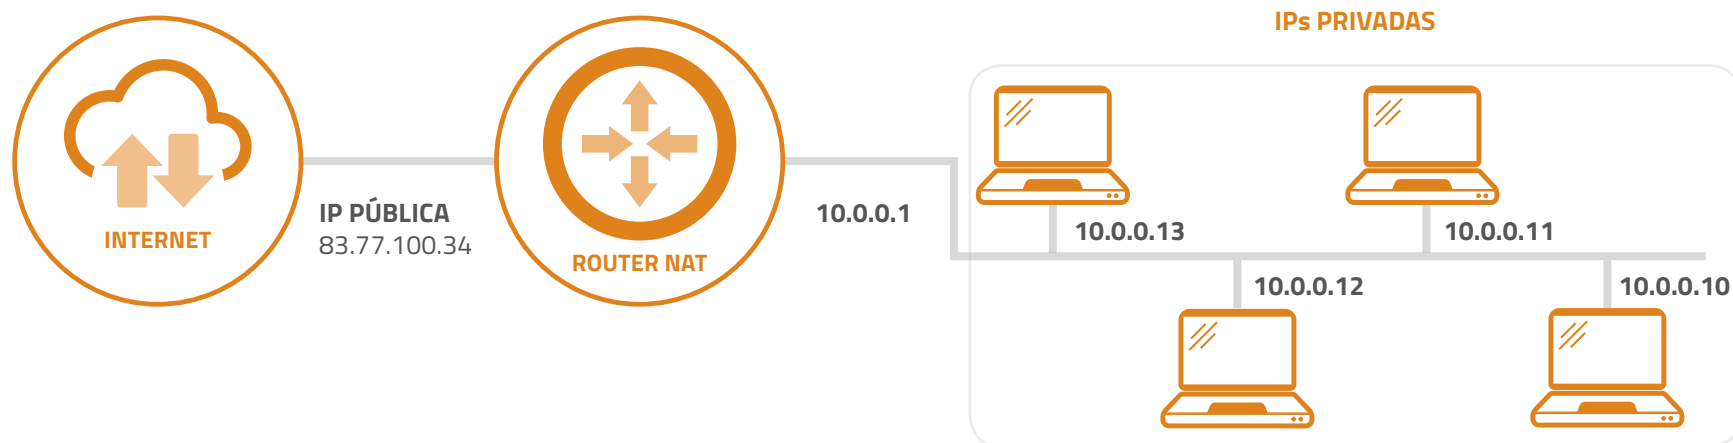 IPs PRIVADAS
INTERNET
IP PÚBLICA
83.77.100.34
ROUTER NAT
10.0.0.1
10.0.0.13
10.0.0.11
10.0.0.12
10.0.0.10